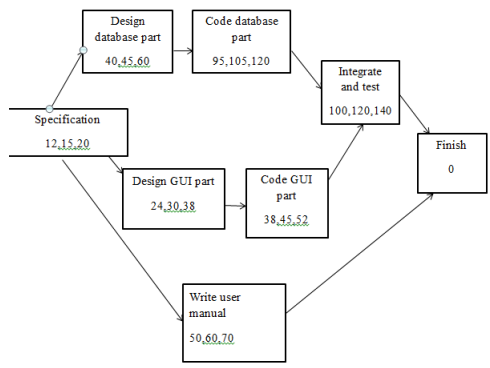 Design
database part
40,45,60
Code database
part
95,105,120
Integrate
and test
100,120,140
Specification
12,15,20
Finish
0
Design GUI part
24,30,38
Code GUI
part
38,45,52
Write user
manual
50,60,70